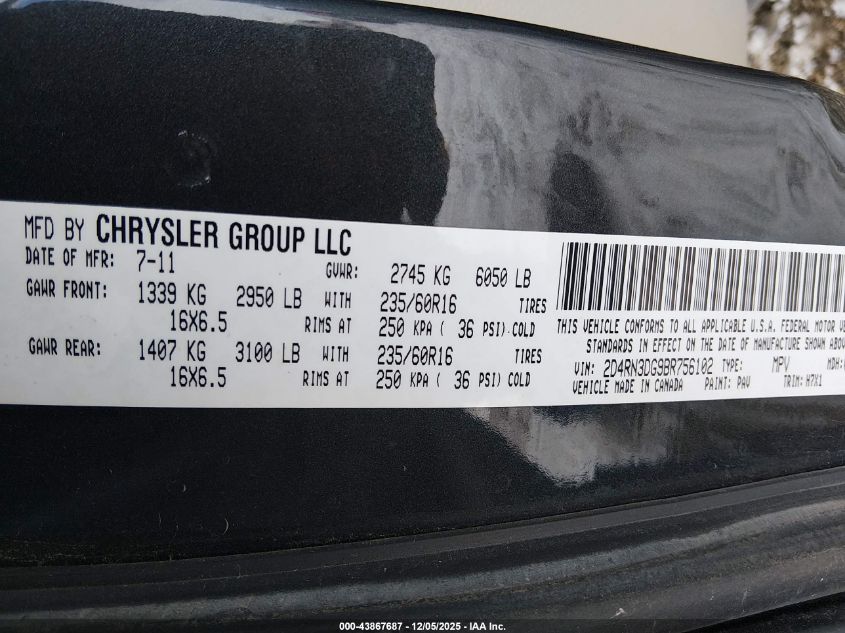 MFD BY CHRYSLER GROUP LLC
DATE OF MFR: 7-11 GVWR: 2745 KG 6050 LB
GAWR FRONT: 1339 KG 2950 LB WITH 235/60R16 TIRES
16X6.5 RIMS AT 250 KPA ( 36 PSI) COLD
GAWR REAR: 1407 KG 3100 LB WITH 235/60R16 TIRES
16X6.5 RIMS AT 250 KPA ( 36 PSI) COLD
THIS VEHICLE CONFORMS TO ALL APPLICABLE U.S.A. FEDERAL MOTOR VE
STANDARDS IN EFFECT ON THE DATE OF MANUFACTURE SHOWN ABOV
VIN: 2D4RN3DG9BR756102 TYPE: MPV MDH:
VEHICLE MADE IN CANADA PAINT: PAV TRIM: H7X1
000-43867687 - 12/05/2025 - IAA Inc.